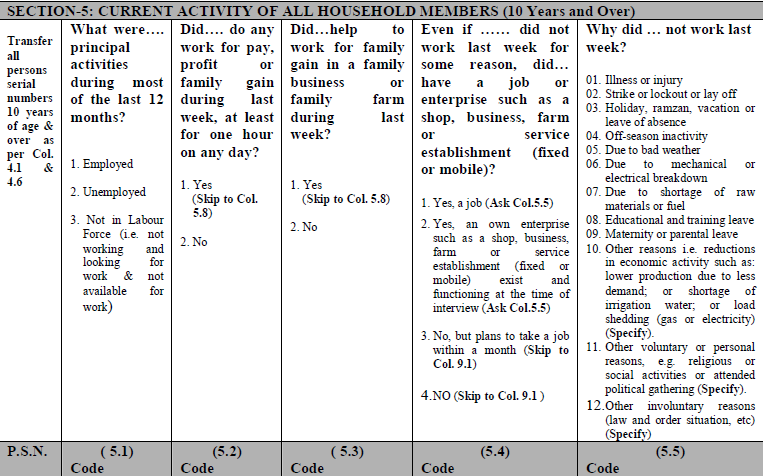 SECTION-5: CURRENT ACTIVITY OF ALL HOUSEHOLD MEMBERS (10 Years and Over)
Transfer
all
persons
serial
numbers
10 years
of age &
over as
per Col.
4.1 &
4.6
What were….
principal
activities
during most
of the last 12
months?
1. Employed
2. Unemployed
3. Not in Labour
Force (i.e. not
working and
looking for
work & not
available for
work)
Did…. do any
work for pay,
profit or
family gain
during last
week, at least
for one hour
on any day?
1. Yes
(Skip to Col.
5.8)
2. No
Did…help to
work for family
gain in a family
business or
family farm
during last
week?
1. Yes
(Skip to Col. 5.8)
2. No
Even if …… did not
work last week for
some reason, did…
have a job or
enterprise such as a
shop, business, farm
or service
establishment (fixed
or mobile)?
1. Yes, a job (Ask Col.5.5)
2. Yes, an own enterprise
such as a shop, business,
farm or service
establishment (fixed or
mobile) exist and
functioning at the time of
interview (Ask Col.5.5)
3. No, but plans to take a job
within a month (Skip to
Col. 9.1)
4.NO (Skip to Col. 9.1 )
Why did … not work last
week?
01. Illness or injury
02. Strike or lockout or lay off
03. Holiday, ramzan, vacation or
leave of absence
04. Off-season inactivity
05. Due to bad weather
06. Due to mechanical or
electrical breakdown
07. Due to shortage of raw
materials or fuel
08. Educational and training leave
09. Maternity or parental leave
10. Other reasons i.e. reductions
in economic activity such as:
lower production due to less
demand; or shortage of
irrigation water; or load
shedding (gas or electricity)
(Specify).
11. Other voluntary or personal
reasons, e.g. religious or
social activities or attended
political gathering (Specify).
12.Other involuntary reasons
(law and order situation, etc)
(Specify)
P.S.N.
( 5.1)
Code
(5.2)
Code
( 5.3)
Code
(5.4)
Code
(5.5)
Code